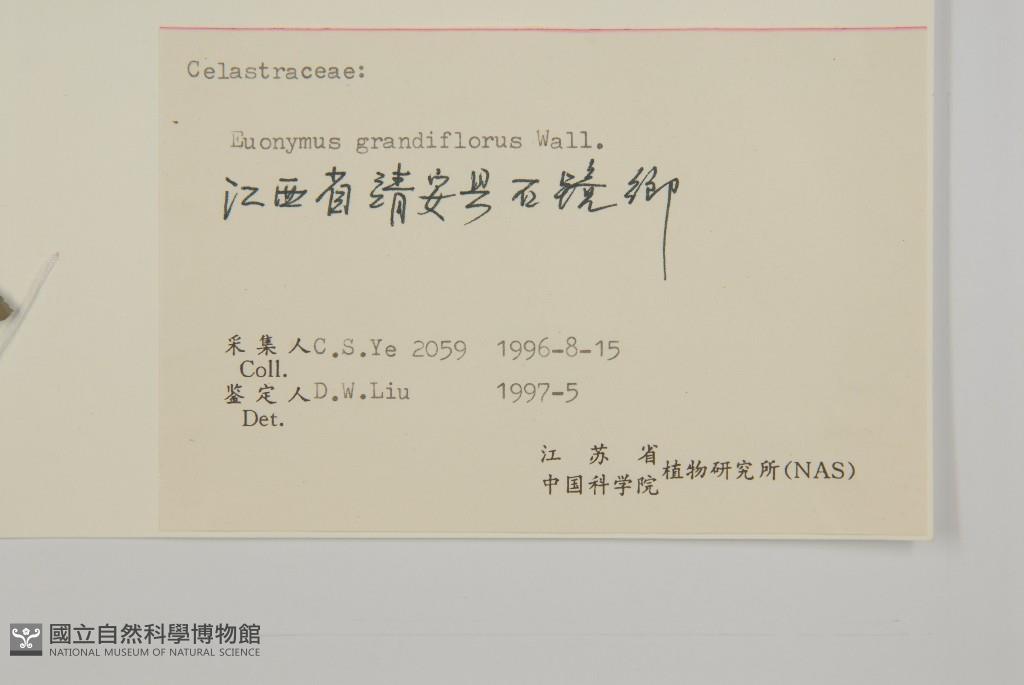 Celastraceae:
Euonymus grandiflorus Wall.
江西省靖安县石镜鄉
采集人C.S.Ye 2059 1996-8-15
Coll.
鉴定人D.W.Liu 1997-5
Det.
江苏省
中国科学院植物研究所(NAS)
國立自然科學博物館
NATIONAL MUSEUM OF NATURAL SCIENCE